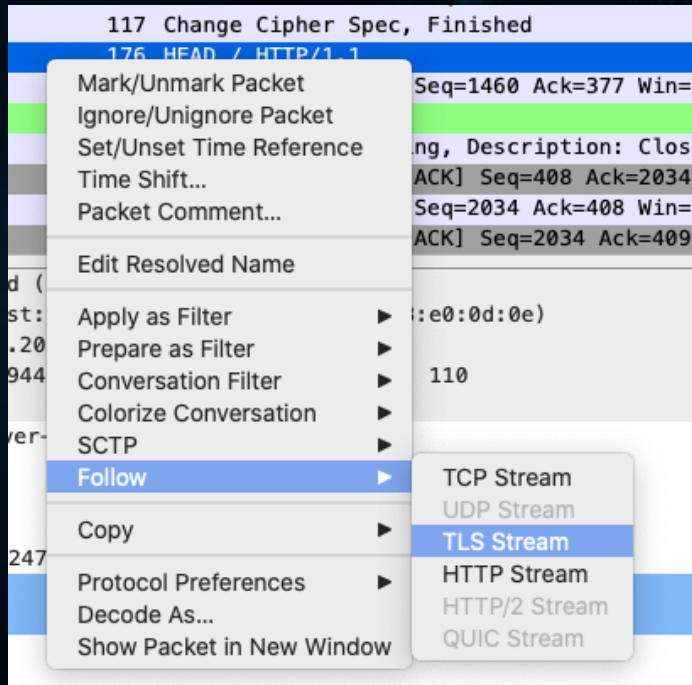 117 Change Cipher Spec, Finished
176 HEAD / HTTP/1.1
Mark/Unmark Packet
Seq=1460 Ack=377 Win=
Ignore/Unignore Packet
Set/Unset Time Reference
ng, Description: Clos
Time Shift...
ACK] Seq=408 Ack=2034
Packet Comment...
Seq=2034 Ack=408 Win=
ACK] Seq=2034 Ack=409
Edit Resolved Name
d (
st:
Apply as Filter
:e0:0d:0e)
.20
Prepare as Filter
944
Conversation Filter
110
Colorize Conversation
ver-
SCTP
Follow
TCP Stream
UDP Stream
Copy
TLS Stream
247
HTTP Stream
Protocol Preferences
HTTP/2 Stream
Decode As...
QUIC Stream
Show Packet in New Window